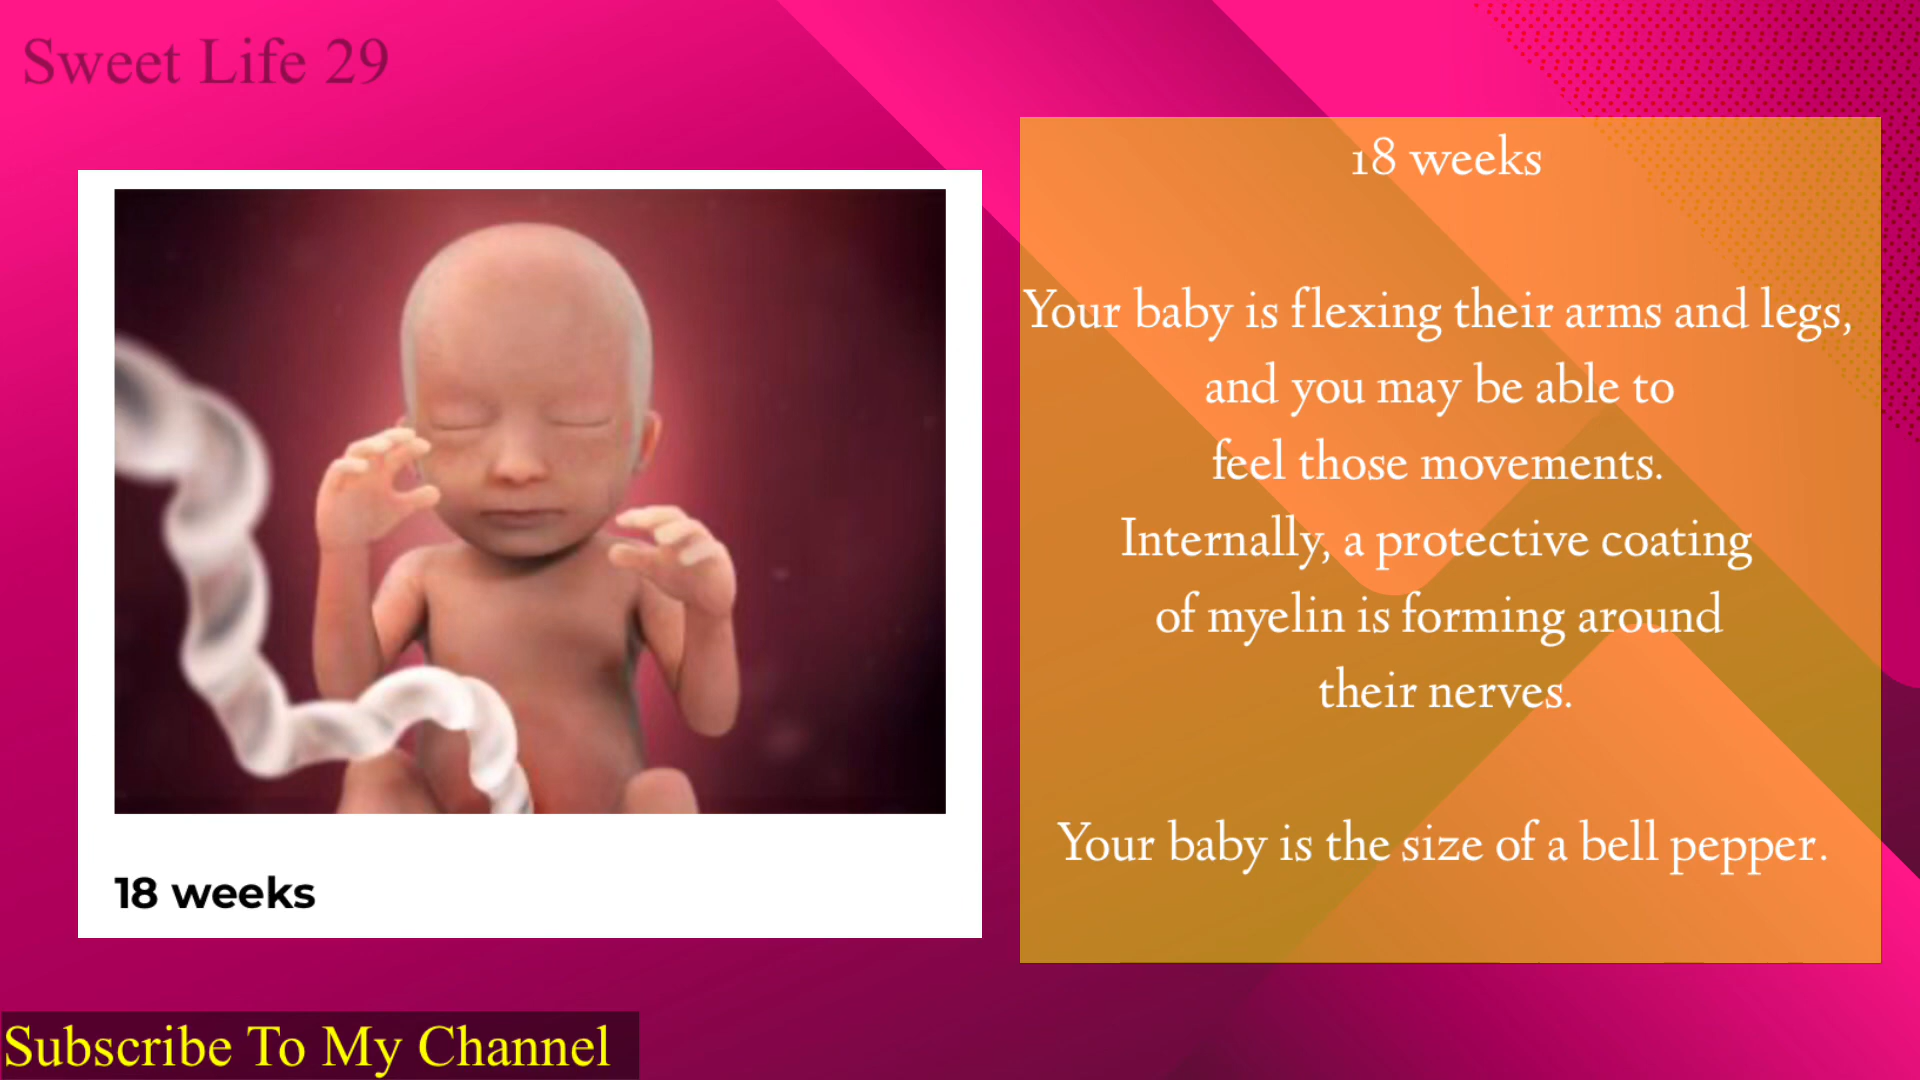 Sweet Life 29
18 weeks
Your baby is flexing their arms and legs,
and you may be able to
feel those movements.
Internally, a protective coating
of myelin is forming around
their nerves.
Your baby is the size of a bell pepper.
18 weeks
Subscribe To My Channel